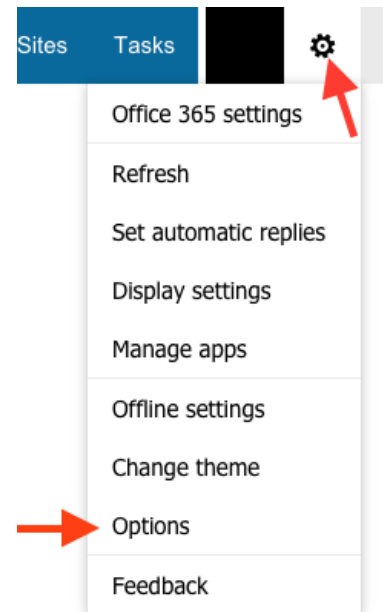 Sites Tasks
Office 365 settings
Refresh
Set automatic replies
Display settings
Manage apps
Offline settings
Change theme
Options
Feedback